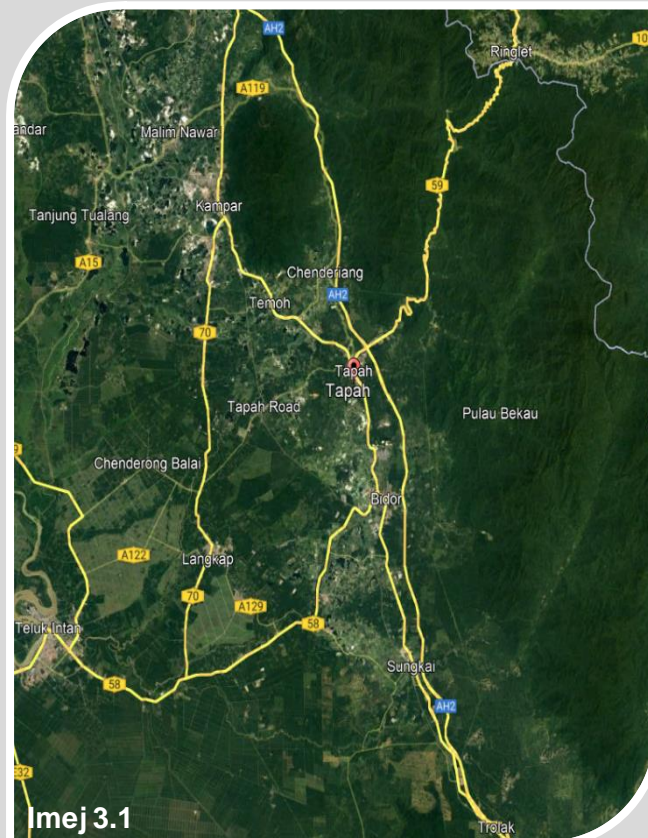 AH2
Ringlet
10
A119
andar
Malim Nawar
59
Kampar
Tanjung Tualang
A15
Chenderiang
AH2
Temoh
70
Tapah
Tapah
Tapah Road
Pulau Bekau
9
Chenderong Balai
Bidor
A122
Langkap
70
A129
58
Teluk Intan
Sungkai
58
AH2
E32
Trolak
Imej 3.1